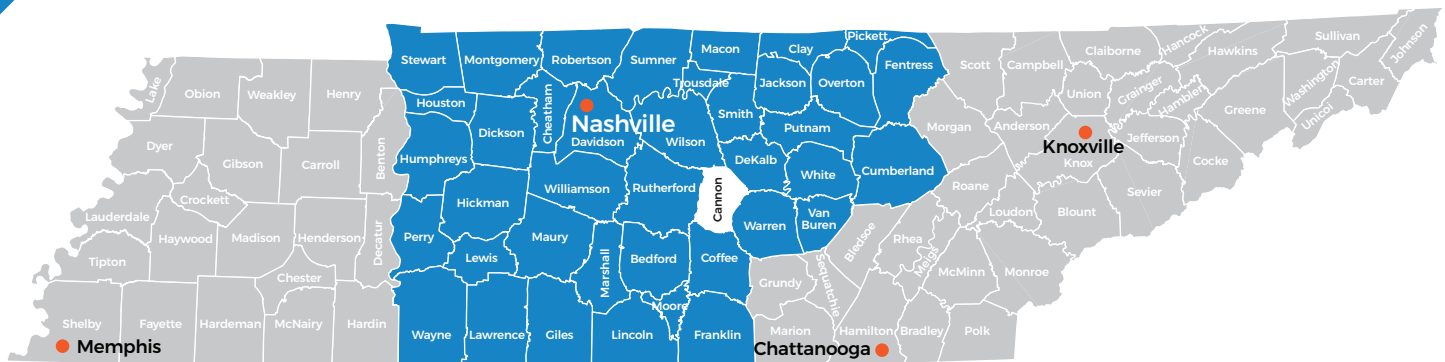 Stewart
Montgomery
Robertson
Sumner
Macon
Clay
Pickett
Fentress
Scott
Campbell
Claiborne
Hancock
Hawkins
Sullivan
Johnson
Lake
Obion
Weakley
Henry
Houston
Dickson
Cheatham
Nashville
Davidson
Wilson
Trousdale
Smith
Jackson
Overton
Putnam
Morgan
Anderson
Union
Grainger
Hamblen
Greene
Washington
Unicoi
Carter
Knoxville
Knox
Jefferson
Cocke
Sevier
Dyer
Gibson
Crockett
Carroll
Benton
Humphreys
Hickman
Williamson
Rutherford
Cannon
DeKalb
White
Cumberland
Roane
Loudon
Blount
Lauderdale
Haywood
Madison
Henderson
Decatur
Perry
Lewis
Maury
Marshall
Bedford
Coffee
Warren
Van
Buren
Bledsoe
Rhea
Meigs
McMinn
Monroe
Tipton
Chester
Moore
Grundy
Sequatchie
Shelby
Fayette
Hardeman
McNairy
Hardin
Wayne
Lawrence
Giles
Lincoln
Franklin
Marion
Hamilton
Bradley
Polk
Memphis
Chattanooga